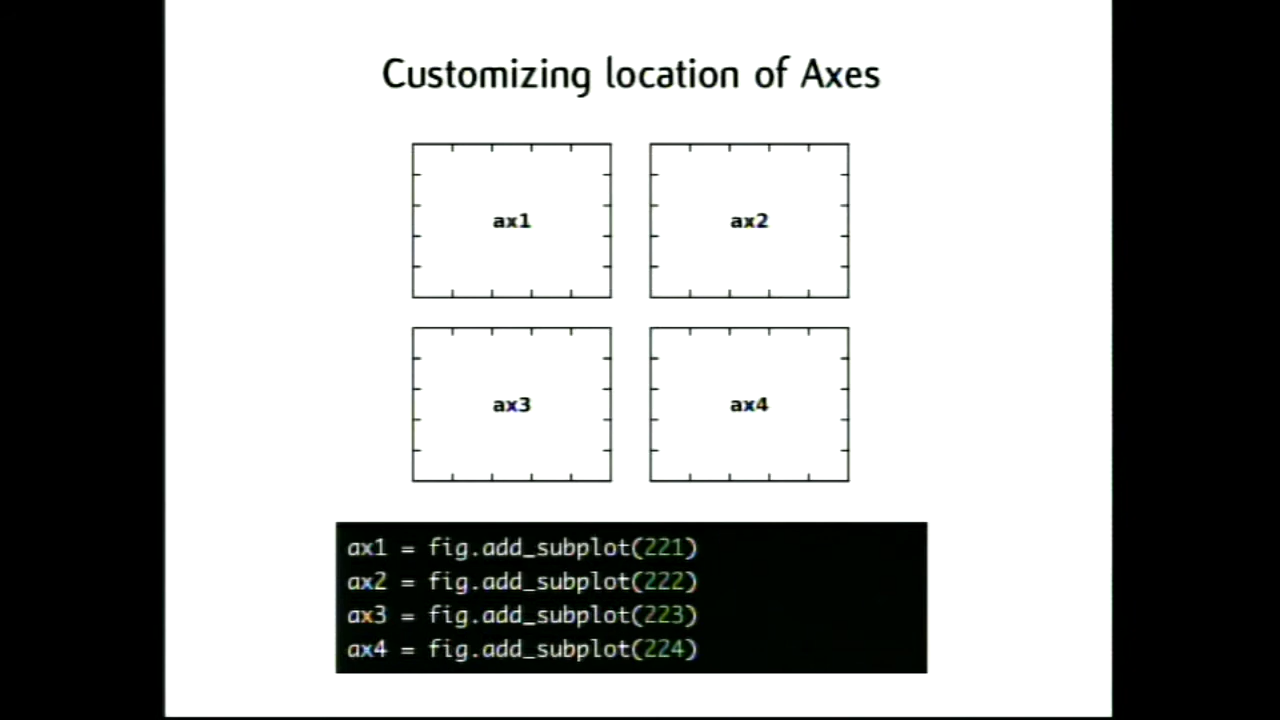 Customizing location of Axes
ax1
ax2
ax3
ax4
ax1 = fig.add_subplot(221)
ax2 = fig.add_subplot(222)
ax3 = fig.add_subplot(223)
ax4 = fig.add_subplot(224)